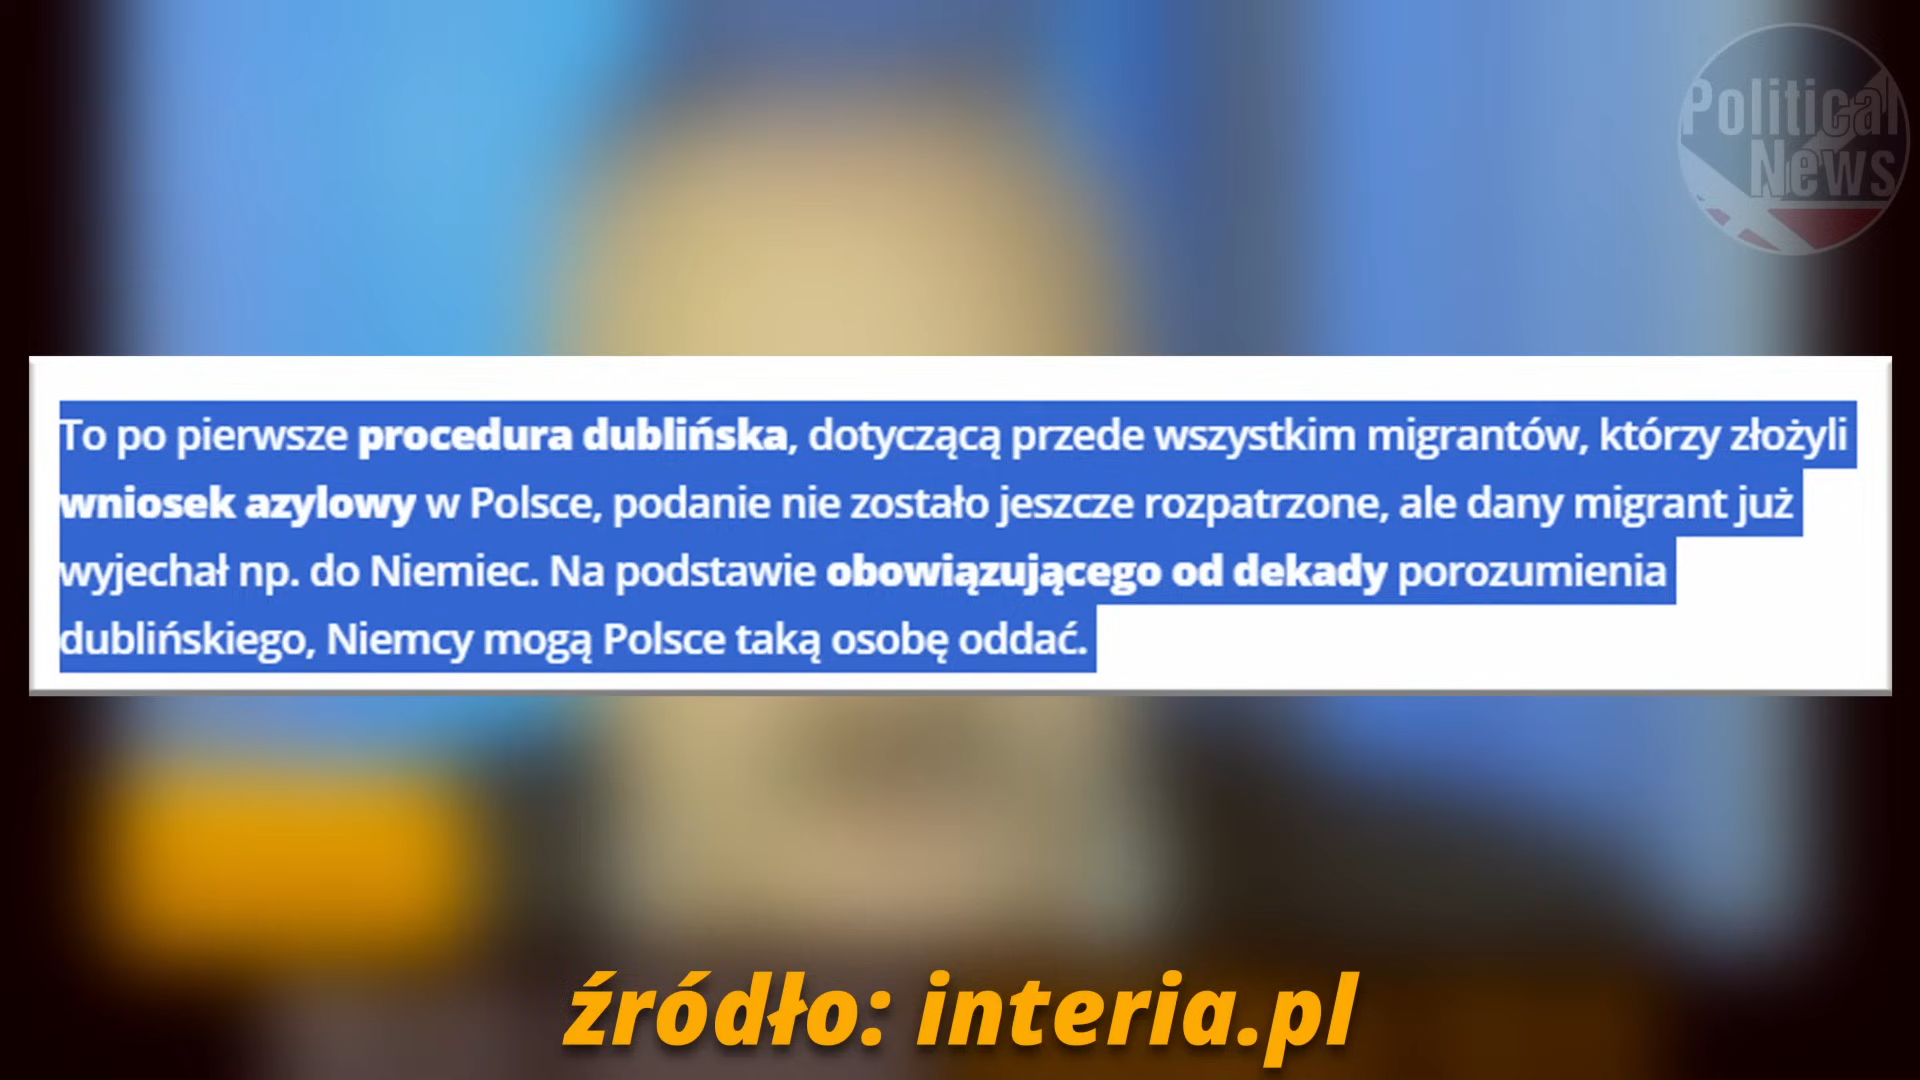 Political
News
To po pierwsze procedura dublińska, dotyczącą przede wszystkim migrantów, którzy złożyli
wniosek azylowy w Polsce, podanie nie zostało jeszcze rozpatrzone, ale dany migrant już
wyjechał np. do Niemiec. Na podstawie obowiązującego od dekady porozumienia
dublińskiego, Niemcy mogą Polsce taką osobę oddać.
źródło: interia.pl